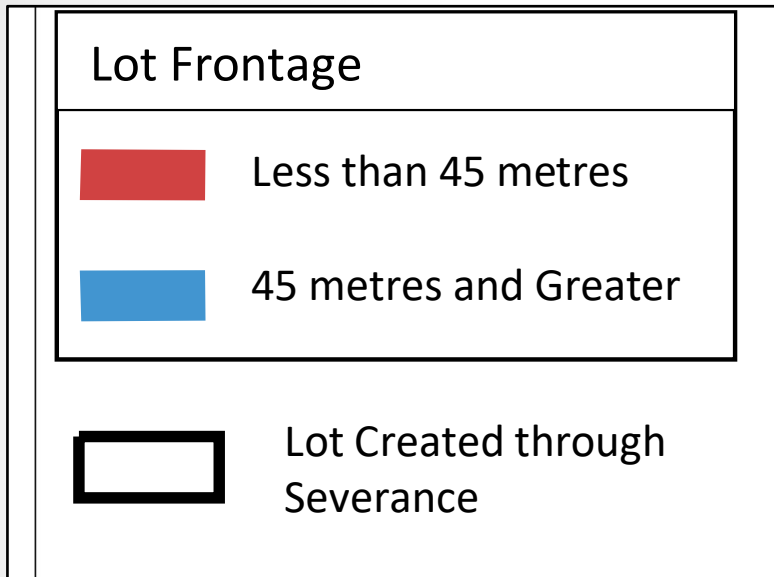 Lot Frontage
Less than 45 metres
45 metres and Greater
Lot Created through
Severance